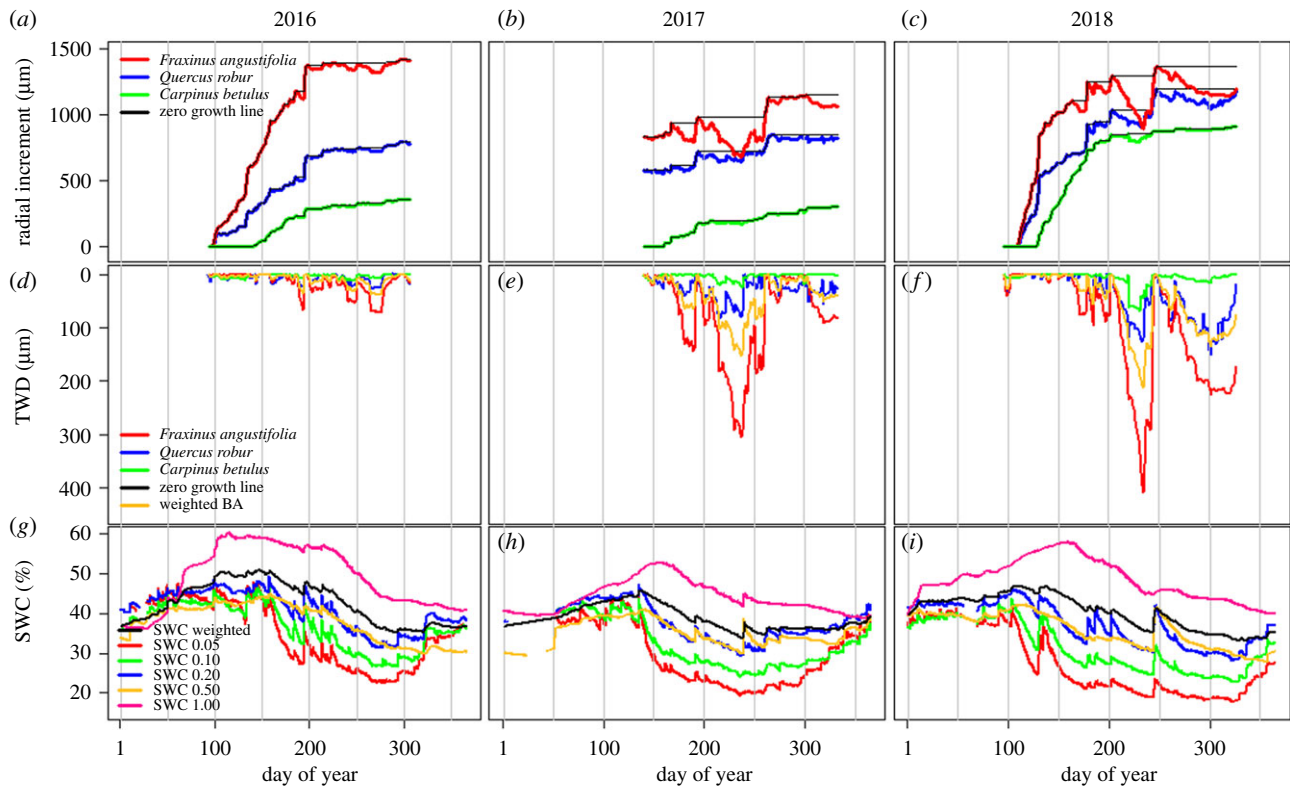 (a) 2016 (b) 2017 (c) 2018
radial increment (µm)
1500
1000
500
0
Fraxinus angustifolia
Quercus robur
Carpinus betulus
zero growth line
(d) (e) (f)
TWD (µm)
0
100
200
300
400
Fraxinus angustifolia
Quercus robur
Carpinus betulus
zero growth line
weighted BA
(g) (h) (i)
SWC (%)
60
50
40
30
20
SWC weighted
SWC 0.05
SWC 0.10
SWC 0.20
SWC 0.50
SWC 1.00
1 100 200 300 1 100 200 300 1 100 200 300
day of year day of year day of year